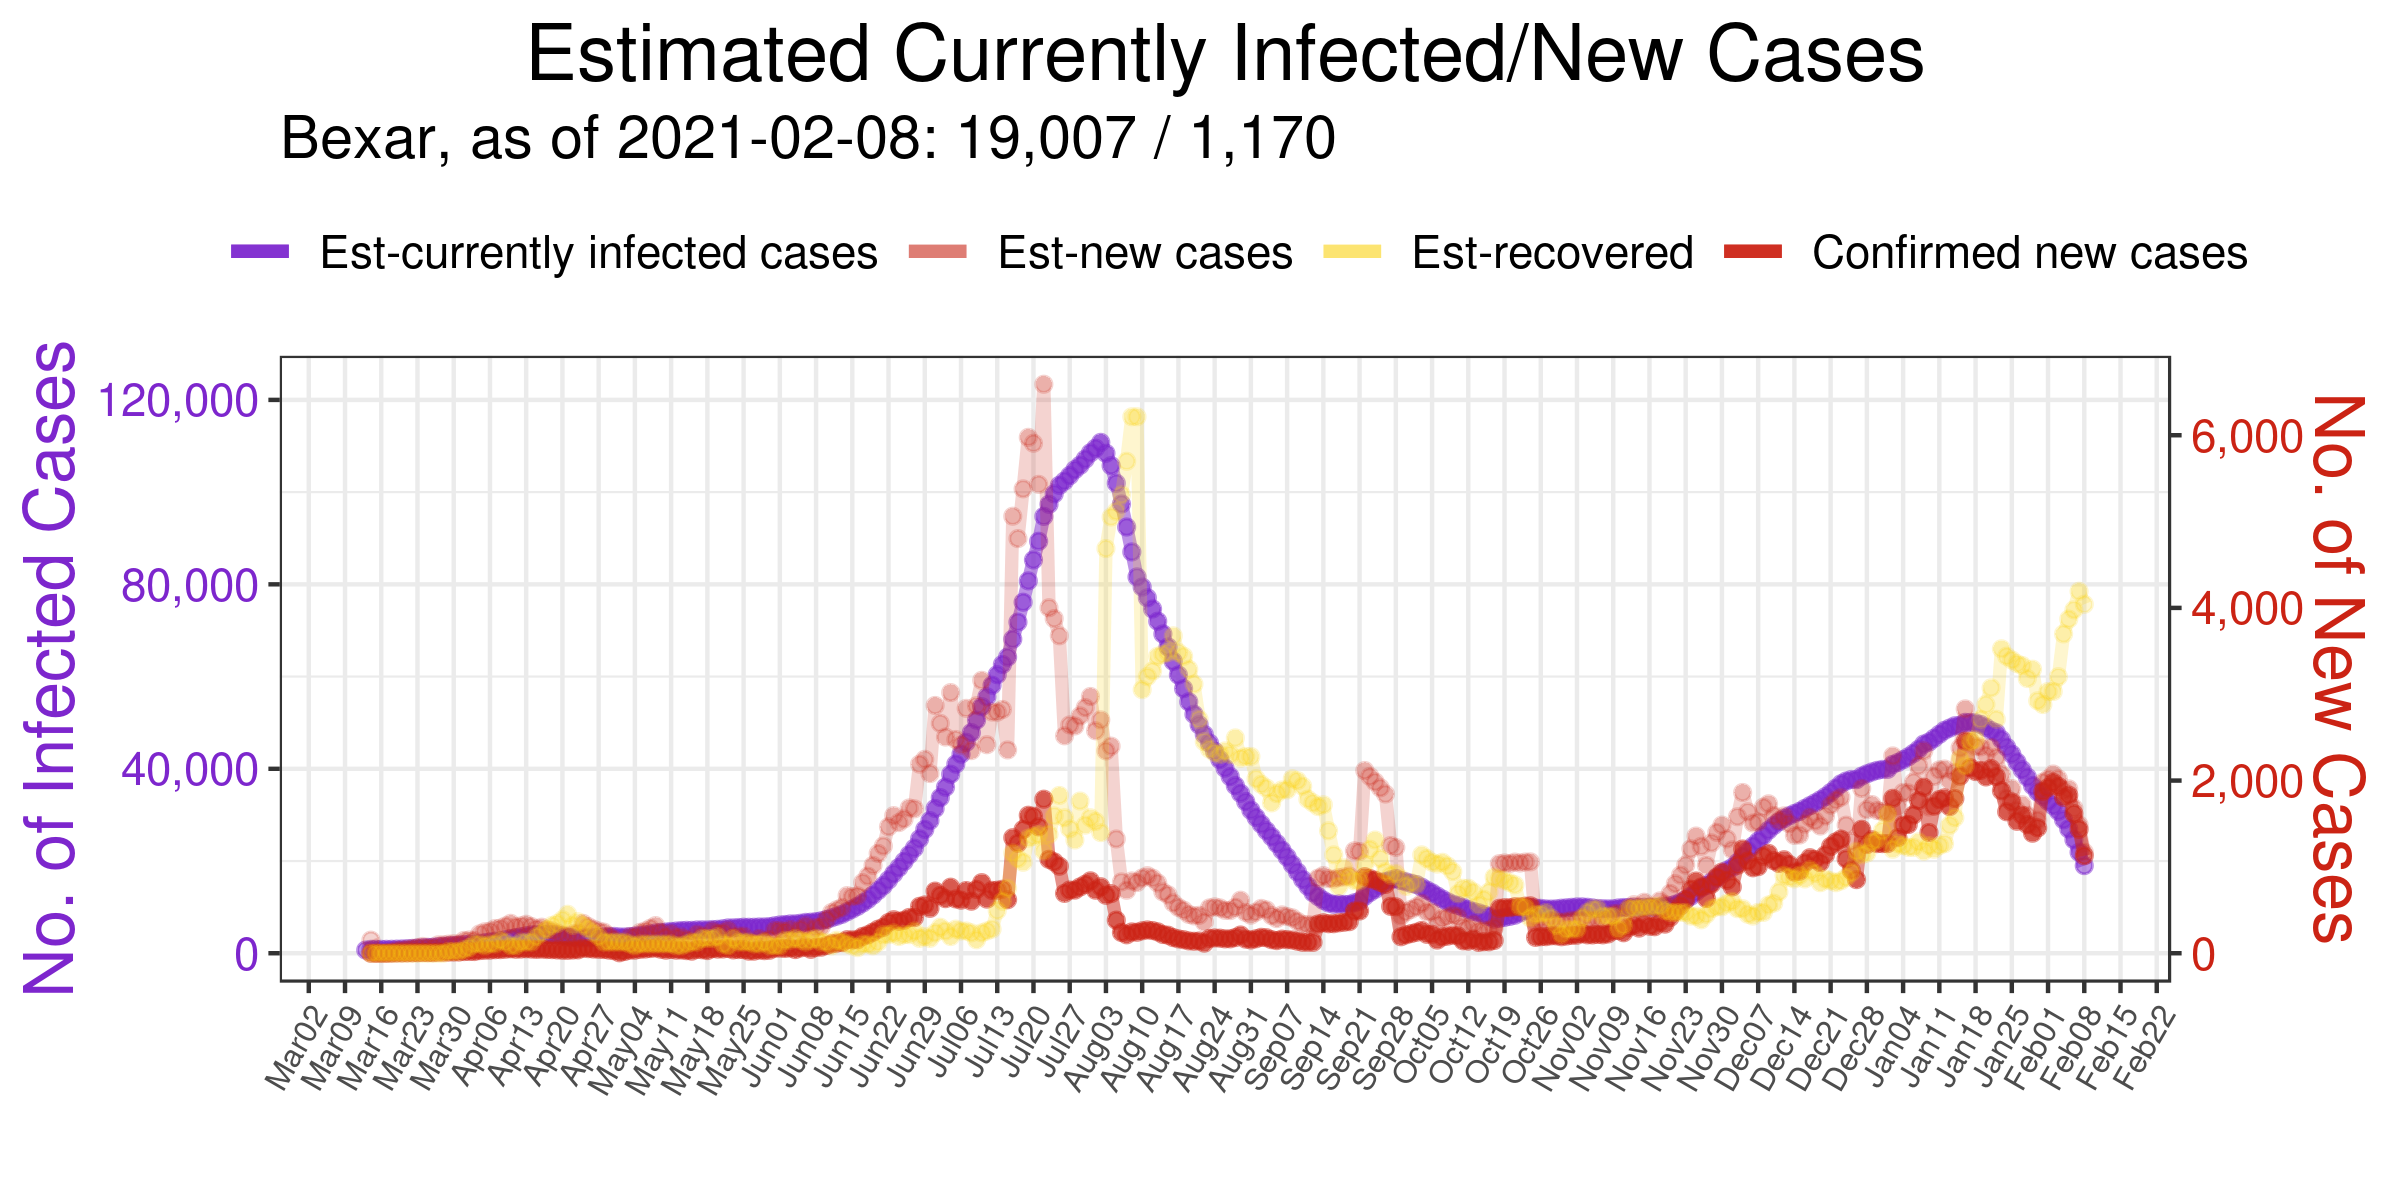 Estimated Currently Infected/New Cases
Bexar, as of 2021-02-08: 19,007 / 1,170
Est-currently infected cases Est-new cases Est-recovered Confirmed new cases
No. of Infected Cases
120,000
80,000
40,000
0
6,000
4,000
2,000
0
No. of New Cases
Mar02 Mar09 Mar16 Mar23 Mar30 Apr06 Apr13 Apr20 Apr27 May04 May11 May18 May25 Jun01 Jun08 Jun15 Jun22 Jun29 Jul06 Jul13 Jul20 Jul27 Aug03 Aug10 Aug17 Aug24 Aug31 Sep07 Sep14 Sep21 Sep28 Oct05 Oct12 Oct19 Oct26 Nov02 Nov09 Nov16 Nov23 Nov30 Dec07 Dec14 Dec21 Dec28 Jan04 Jan11 Jan18 Jan25 Feb01 Feb08 Feb15 Feb22